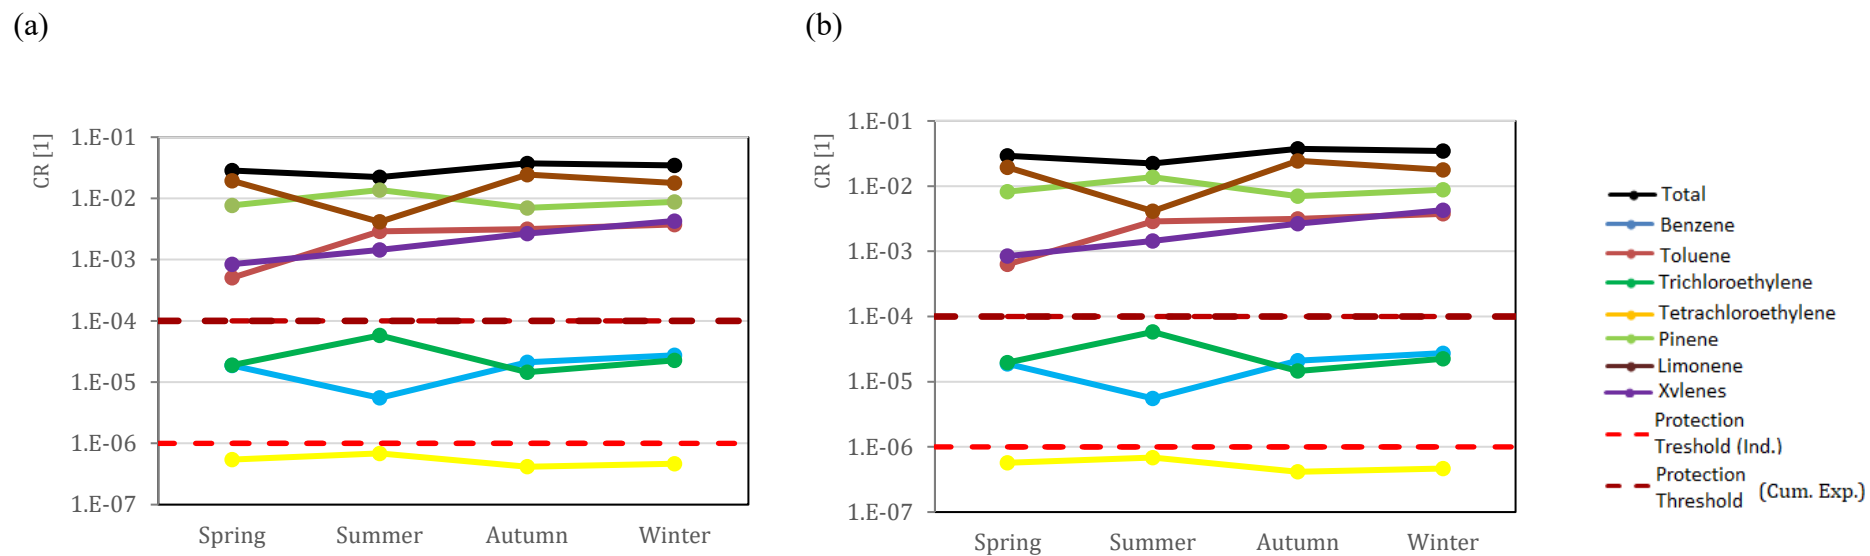 (a)
(b)
CR [1]
1.E-01
1.E-02
1.E-03
1.E-04
1.E-05
1.E-06
1.E-07
Spring Summer Autumn Winter
CR [1]
1.E-01
1.E-02
1.E-03
1.E-04
1.E-05
1.E-06
1.E-07
Spring Summer Autumn Winter
Total
Benzene
Toluene
Trichloroethylene
Tetrachloroethylene
Pinene
Limonene
Xvlenes
Protection
Treshold (Ind.)
Protection
Threshold (Cum. Exp.)